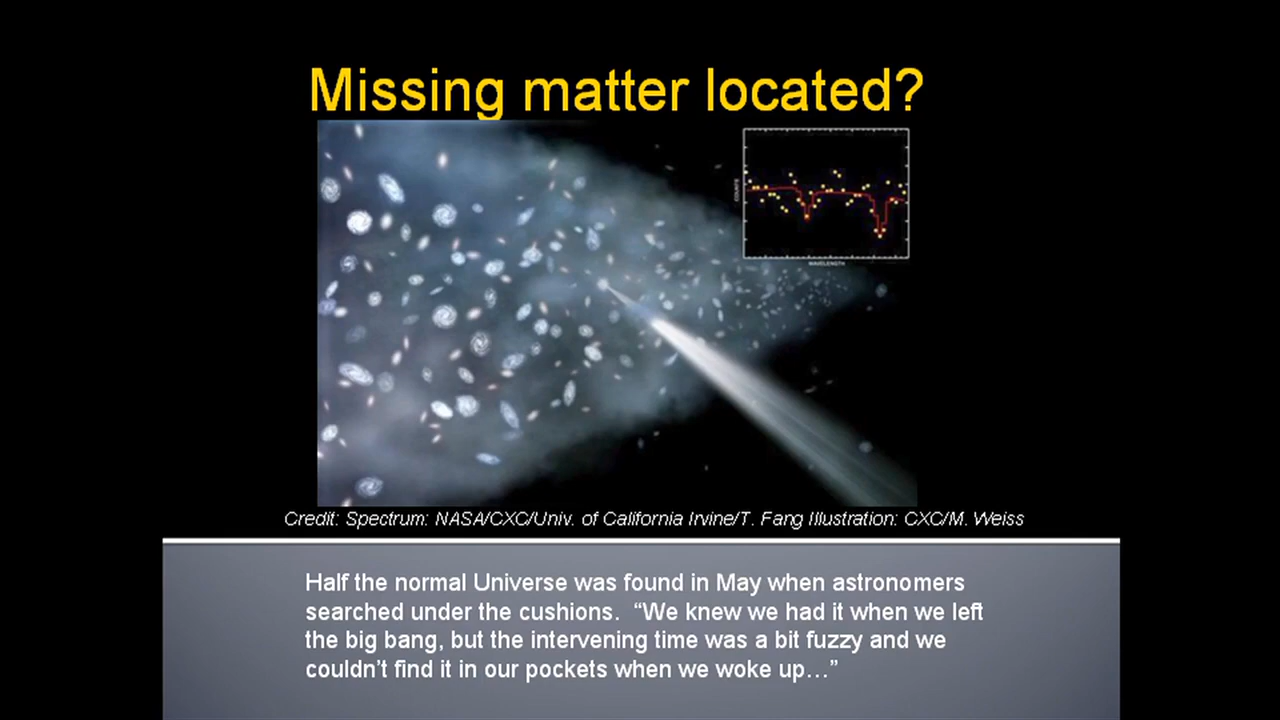 Missing matter located?
COUNTS
WAVELENGTH
Credit: Spectrum: NASA/CXC/Univ. of California Irvine/T. Fang Illustration: CXC/M. Weiss
Half the normal Universe was found in May when astronomers
searched under the cushions.  “We knew we had it when we left
the big bang, but the intervening time was a bit fuzzy and we
couldn’t find it in our pockets when we woke up…”